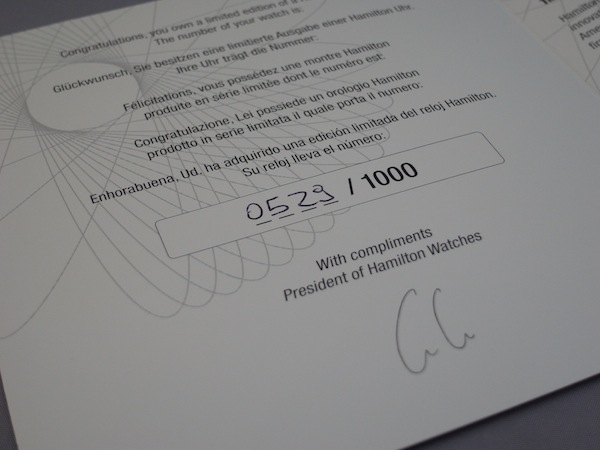 Congratulations, you own a limited edition of a
The number of your watch is:
Glückwunsch, Sie besitzen eine limitierte Ausgabe einer Hamilton Uhr.
Ihre Uhr trägt die Nummer:
Félicitations, vous possédez une montre Hamilton
produite en série limitée dont le numéro est:
Congratulazione, Lei possiede un orologio Hamilton
prodotto in serie limitata il quale porta il numero:
Enhorabuena, Ud. ha adquirido una edición limitada del reloj Hamilton.
Su reloj lleva el número:
0529 / 1000
With compliments
President of Hamilton Watches
Hamilton